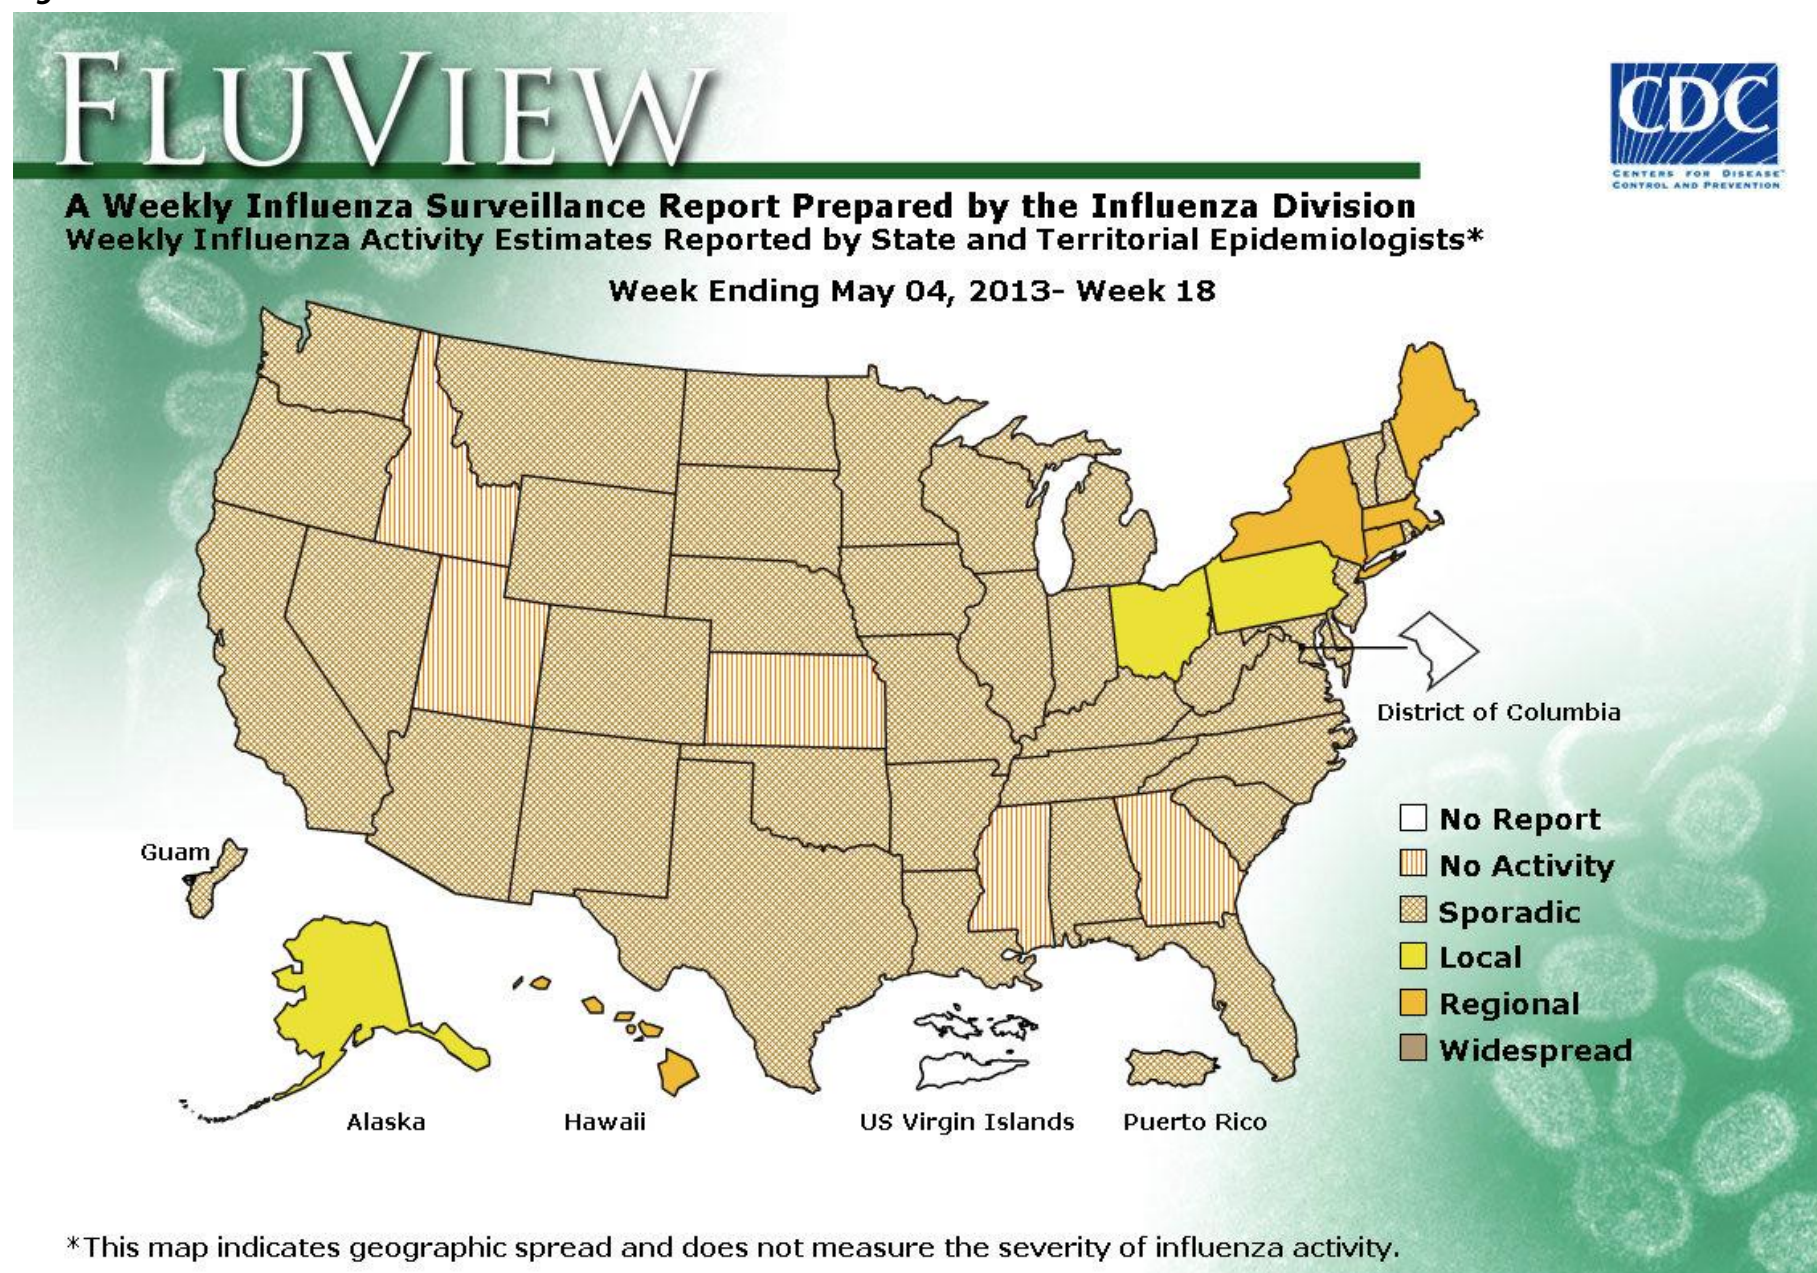 FLUVIEW
CDC
CENTERS FOR DISEASE™
CONTROL AND PREVENTION
A Weekly Influenza Surveillance Report Prepared by the Influenza Division
Weekly Influenza Activity Estimates Reported by State and Territorial Epidemiologists*
Week Ending May 04, 2013- Week 18
District of Columbia
No Report
Guam
No Activity
Sporadic
Local
Regional
Widespread
Alaska
Hawaii
US Virgin Islands
Puerto Rico
*This map indicates geographic spread and does not measure the severity of influenza activity.